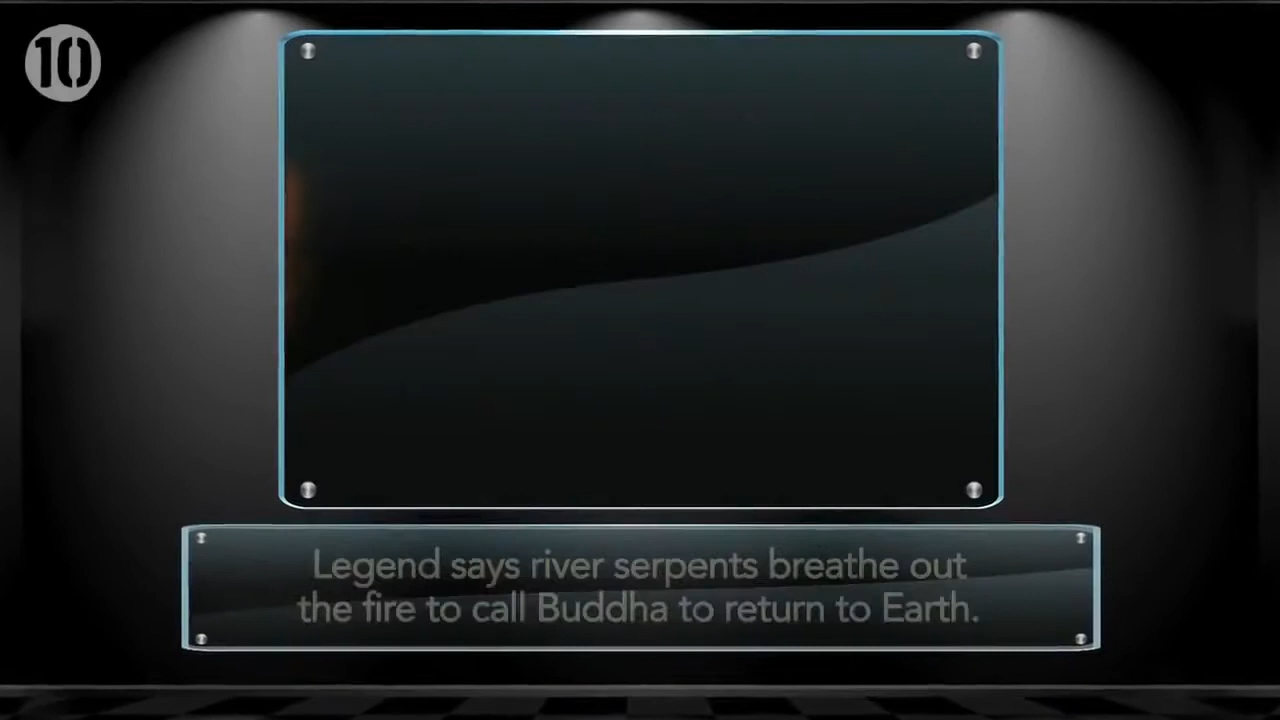 10
Legend says river serpents breathe out
the fire to call Buddha to return to Earth.